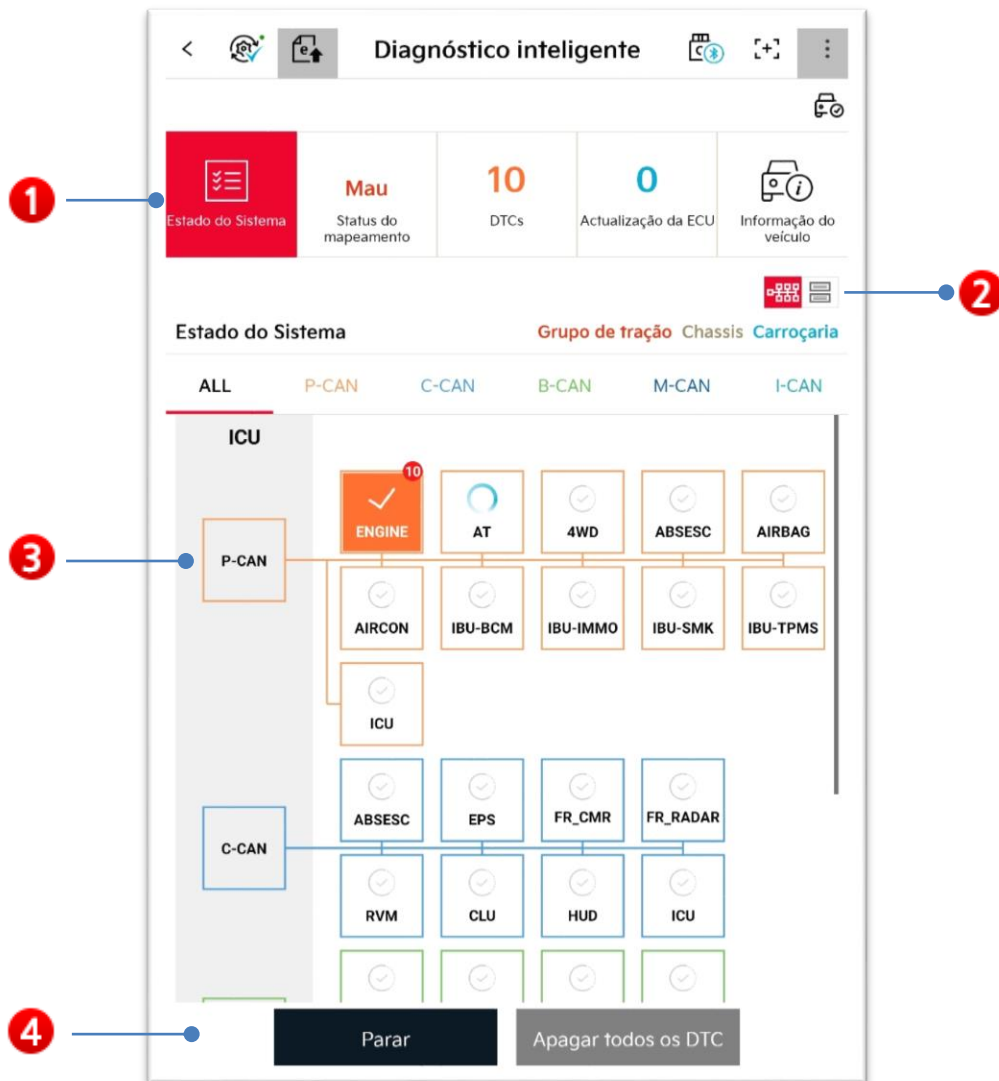 Diagnóstico inteligente
1
Estado do Sistema
Mau
Status do
mapeamento
10
DTCs
0
Actualização da ECU
Informação do
veículo
2
Estado do Sistema
Grupo de tração Chassis Carroçaria
ALL P-CAN C-CAN B-CAN M-CAN I-CAN
ICU
10
ENGINE AT 4WD ABSESC AIRBAG
3
P-CAN
AIRCON IBU-BCM IBU-IMMO IBU-SMK IBU-TPMS
ICU
ABSESC EPS FR_CMR FR_RADAR
C-CAN
RVM CLU HUD ICU
4
Parar Apagar todos os DTC